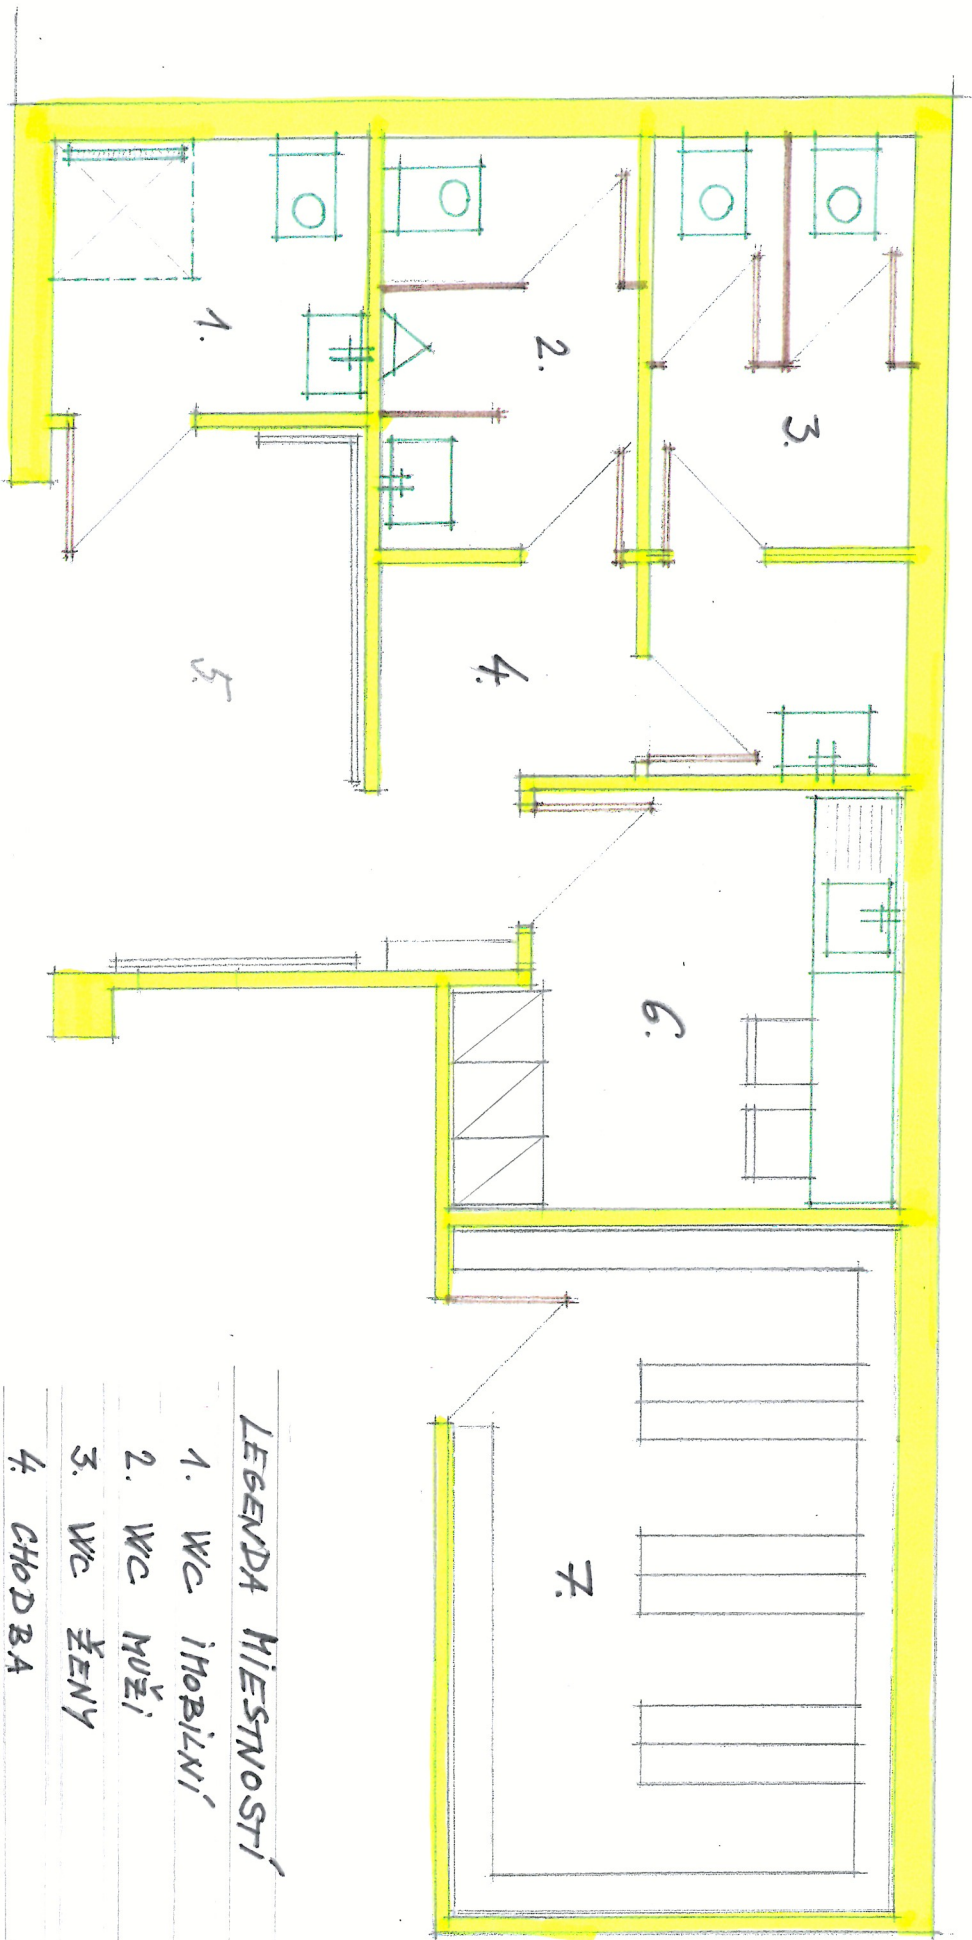 1.
2.
3.
4.
5.
6.
7.
LEGENDA MIESTNOSTÍ
1. WC IMOBILNÍ
2. WC MUŽI
3. WC ŽENY
4. CHODBA